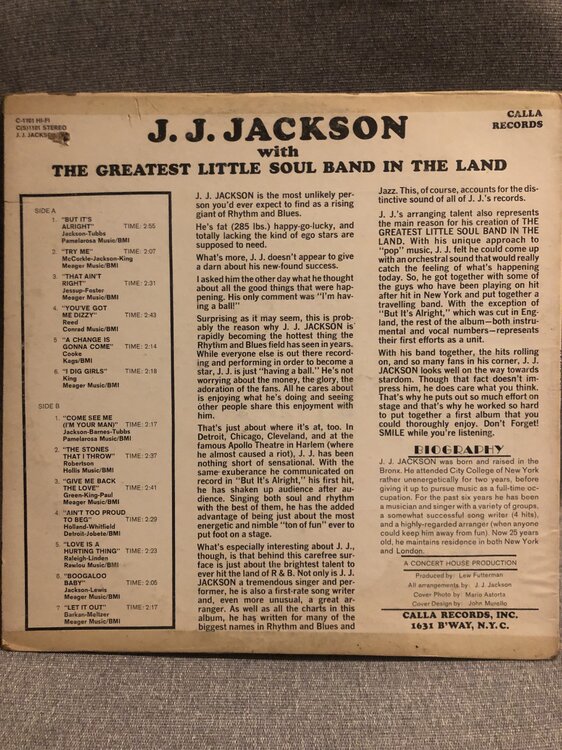 C-1101 HI-FI
C(S)1101 STEREO
J. J. JACKSON
CALLA
RECORDS
J. J. JACKSON
with
THE GREATEST LITTLE SOUL BAND IN THE LAND
SIDE A
1. "BUT IT'S
ALRIGHT" TIME: 2:55
Jackson-Tubbs
Pamelarosa Music/BMI
2. "TRY ME" TIME: 2:07
McCorkle-Jackson-King
Meager Music/BMI
3. "THAT AIN'T
RIGHT" TIME: 2:31
Jessup-Foster
Meager Music/BMI
4. "YOU'VE GOT
ME DIZZY" TIME: 2:43
Reed
Conrad Music/BMI
5. "A CHANGE IS
GONNA COME" TIME: 2:14
Cooke
Kags/BMI
6. "I DIG GIRLS" TIME: 2:18
King
Meager Music/BMI
SIDE B
1. "COME SEE ME
(I'M YOUR MAN)" TIME: 2:17
Jackson-Barnes-Tubbs
Pamelarosa Music/BMI
2. "THE STONES
THAT I THROW" TIME: 2:37
Robertson
Hollis Music/BMI
3. "GIVE ME BACK
THE LOVE" TIME: 2:41
Green-King-Paul
Meager Music/BMI
4. "AIN'T TOO PROUD
TO BEG" TIME: 2:29
Holland-Whitfield
Detroit-Jobete/BMI
5. "LOVE IS A
HURTING THING" TIME: 2:23
Raleigh-Linden
Rawlou Music/BMI
6. "BOOGALOO
BABY" TIME: 2:05
Jackson-Lewis
Meager Music/BMI
7. "LET IT OUT" TIME: 2:17
Barkan-Meltzer
Meager Music/BMI
J. J. JACKSON is the most unlikely per-
son you'd ever expect to find as a rising
giant of Rhythm and Blues.
He's fat (285 lbs.) happy-go-lucky, and
totally lacking the kind of ego stars are
supposed to need.
What's more, J. J. doesn't appear to give
a darn about his new-found success.
I asked him the other day what he thought
about all the good things that were hap-
pening. His only comment was "I'm hav-
ing a ball!"
Surprising as it may seem, this is prob-
ably the reason why J. J. JACKSON is
rapidly becoming the hottest thing the
Rhythm and Blues field has seen in years.
While everyone else is out there record-
ing and performing in order to become a
star, J. J. is just "having a ball." He's not
worrying about the money, the glory, the
adoration of the fans. All he cares about
is enjoying what he's doing and seeing
other people share this enjoyment with
him.
That's just about where it's at, too. In
Detroit, Chicago, Cleveland, and at the
famous Apollo Theatre in Harlem (where
he almost caused a riot), J. J. has been
nothing short of sensational. With the
same exuberance he communicated on
record in "But It's Alright," his first hit,
he has shaken up audience after au-
dience. Singing both soul and rhythm
with the best of them, he has the added
advantage of being just about the most
energetic and nimble "ton of fun" ever to
put foot on a stage.
What's especially interesting about J. J.,
though, is that behind this carefree sur-
face is just about the brightest talent to
ever hit the land of R & B. Not only is J. J.
JACKSON a tremendous singer and per-
former, he is also a first-rate song writer
and, even more unusual, a great ar-
ranger. As well as all the charts in this
album, he has written for many of the
biggest names in Rhythm and Blues and
Jazz. This, of course, accounts for the dis-
tinctive sound of all of J. J.'s records.
J. J.'s arranging talent also represents
the main reason for his creation of THE
GREATEST LITTLE SOUL BAND IN THE
LAND. With his unique approach to
"pop" music, J. J. felt he could come up
with an orchestral sound that would really
catch the feeling of what's happening
today. So, he got together with some of
the guys who have been playing on hit
after hit in New York and put together a
travelling band. With the exception of
"But It's Alright," which was cut in Eng-
land, the rest of the album—both instru-
mental and vocal numbers—represents
their first efforts as a unit.
With his band together, the hits rolling
on, and so many fans in his corner, J. J.
JACKSON looks well on the way towards
stardom. Though that fact doesn't im-
press him, he does care what you think.
That's why he puts out so much effort on
stage and that's why he worked so hard
to put together a first album that you
could thoroughly enjoy. Don't Forget!
SMILE while you're listening.
BIOGRAPHY
J. J. JACKSON was born and raised in the
Bronx. He attended City College of New York
rather unenergetically for two years, before
giving it up to pursue music as a full-time oc-
cupation. For the past six years he has been
a musician and singer with a variety of groups,
a somewhat successful song writer (4 hits),
and a highly-regarded arranger (when anyone
could keep him away from fun). Now 25 years
old, he maintains residence in both New York
and London.
A CONCERT HOUSE PRODUCTION
Produced by: Lew Futterman
All arrangements by: J. J. Jackson
Cover Photo by: Mario Astorta
Cover Design by: John Murello
CALLA RECORDS, INC.
1631 B'WAY, N.Y.C.